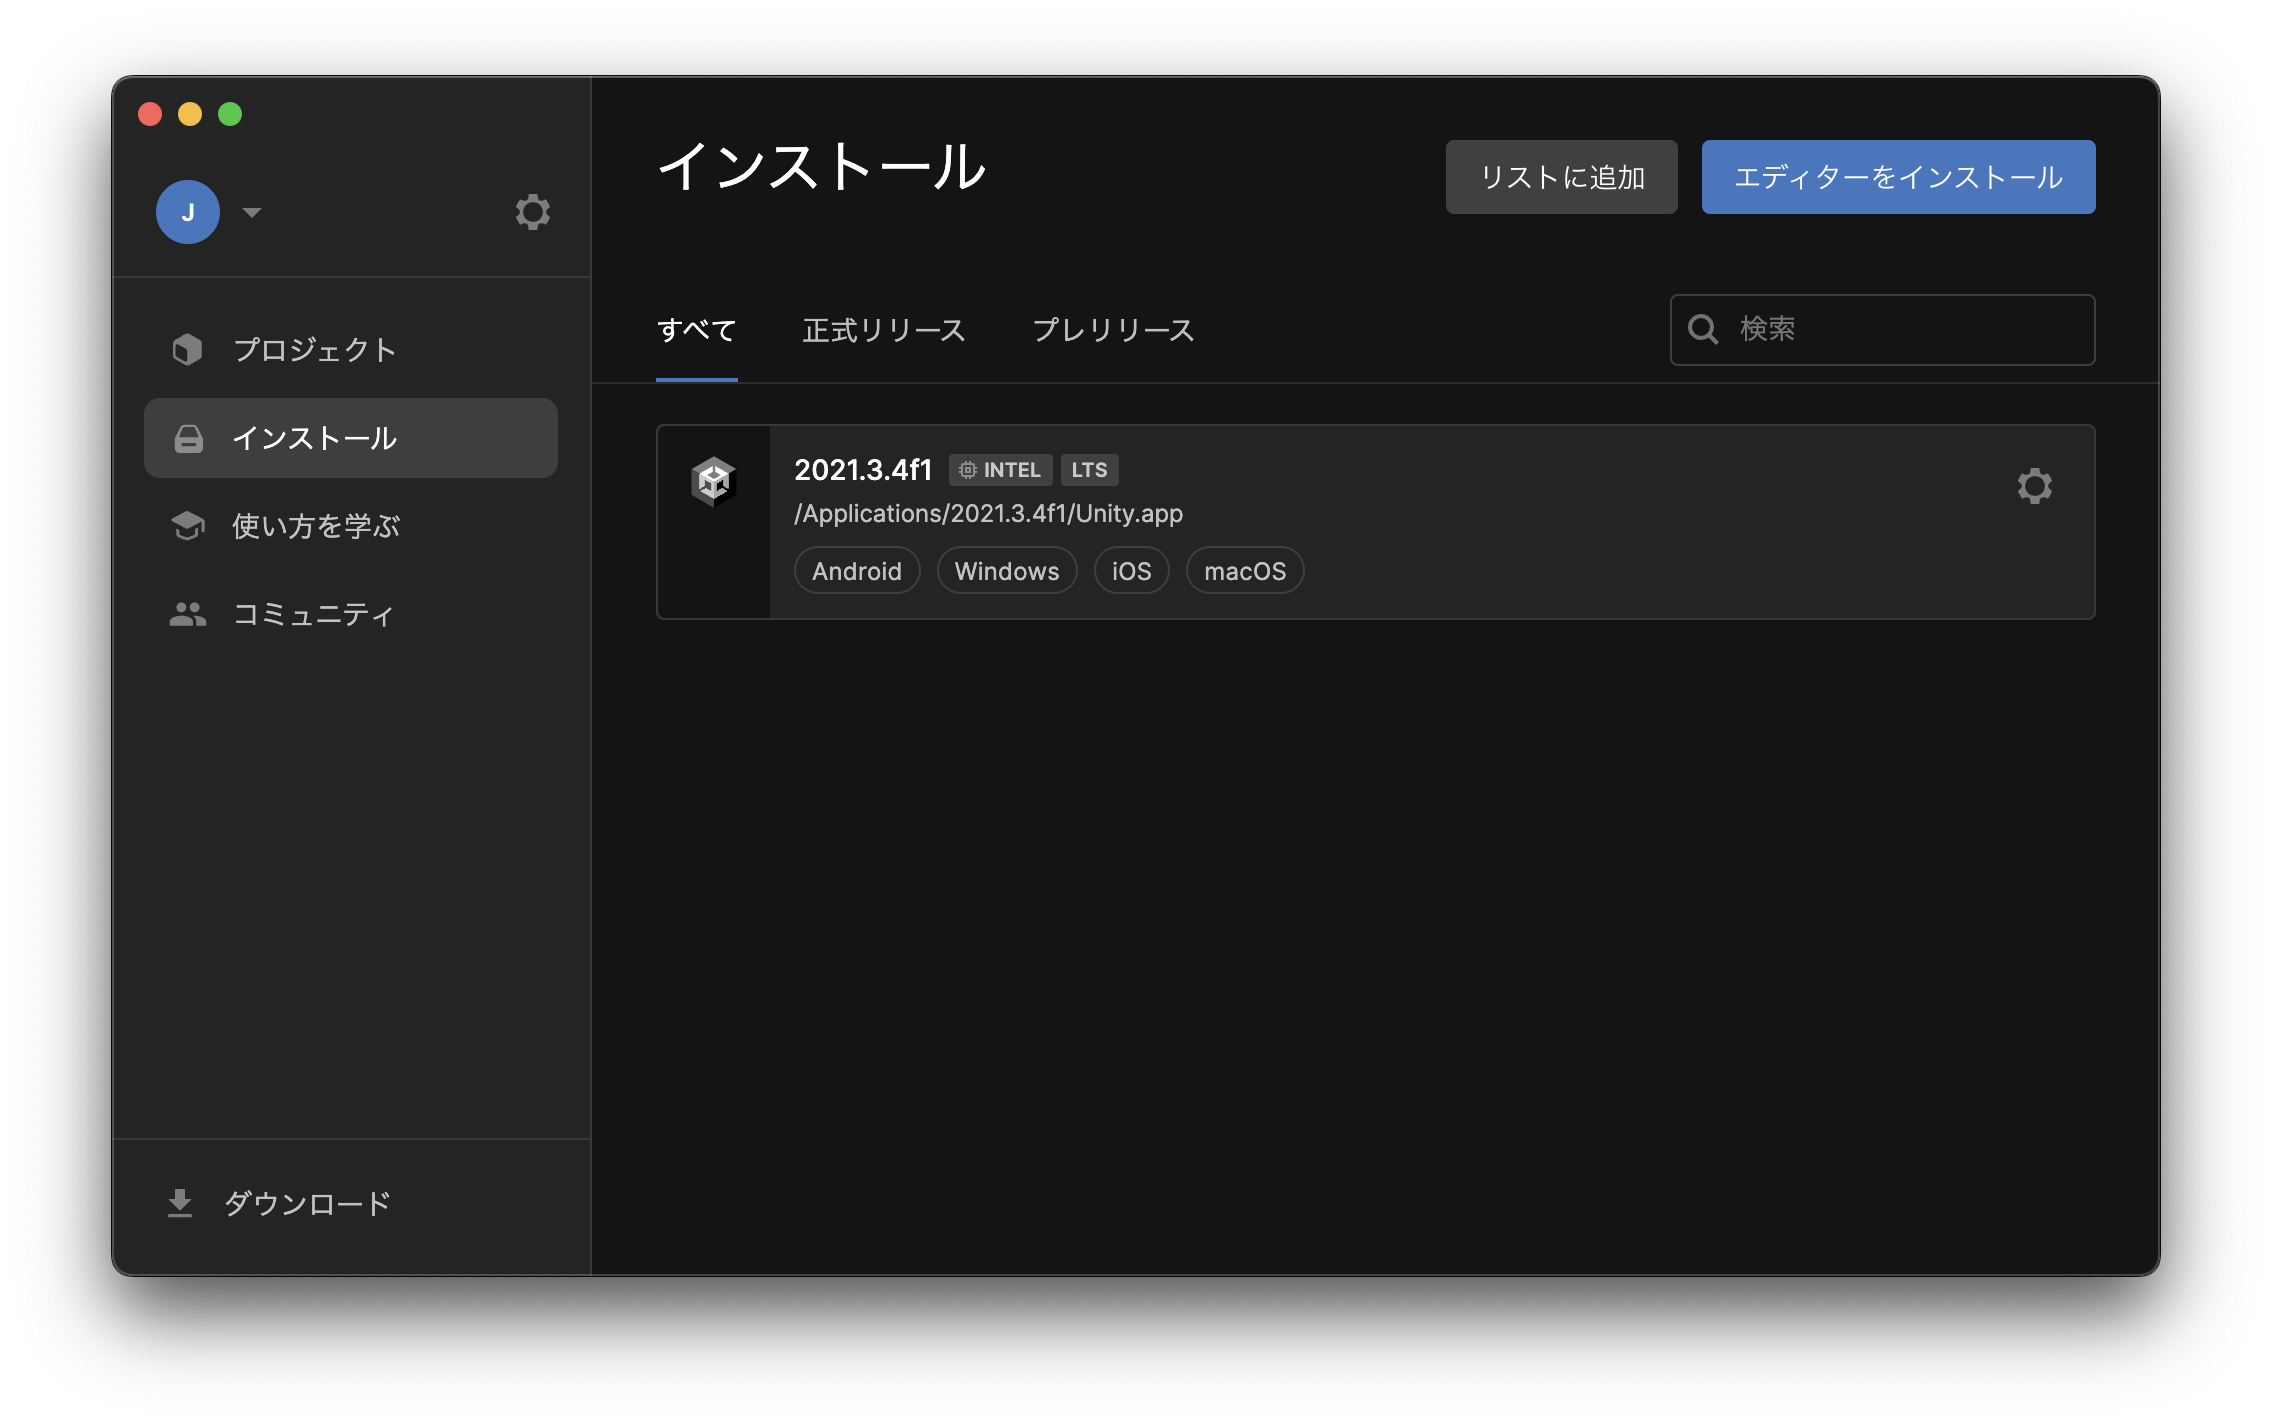 J
プロジェクト
インストール
使い方を学ぶ
コミュニティ
ダウンロード
インストール
リストに追加
エディターをインストール
すべて
正式リリース
プレリリース
検索
2021.3.4f1 INTEL LTS
/Applications/2021.3.4f1/Unity.app
Android Windows iOS macOS